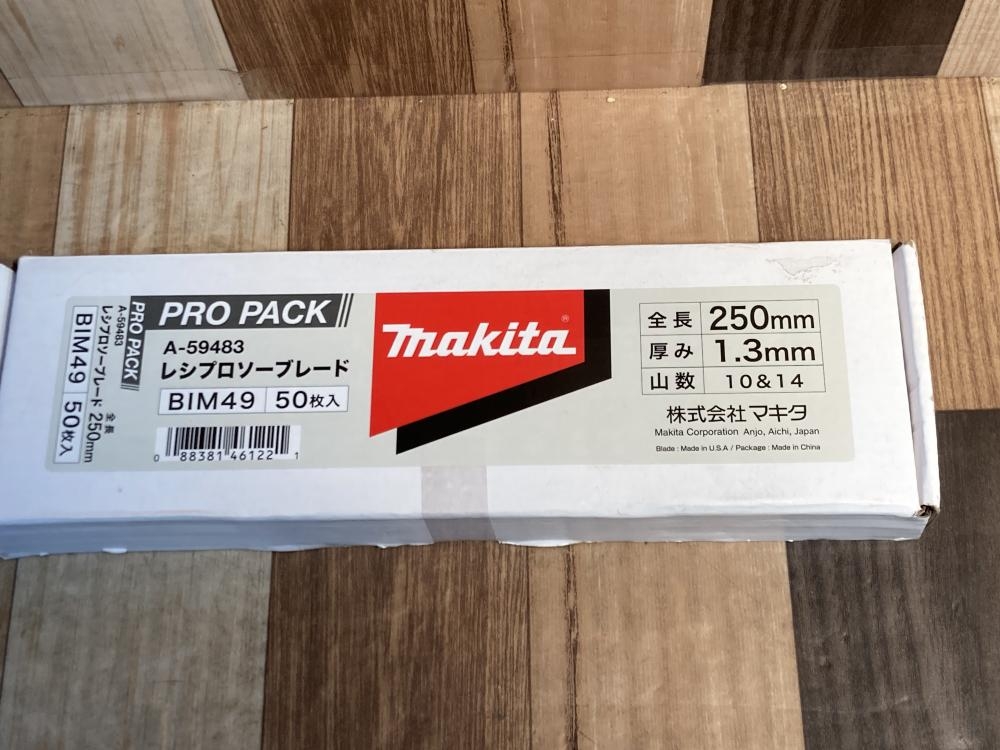 PRO PACK
A-59483
レシプロソーブレード
BIM49 50枚入
0 88381 46122 1
PRO PACK
A-59483
レシプロソーブレード 全長 250mm
BIM49 50枚入
makita®
全長 250mm
厚み 1.3mm
山数 10&14
株式会社マキタ
Makita Corporation Anjo, Aichi, Japan
Blade : Made in U.S.A / Package : Made in China